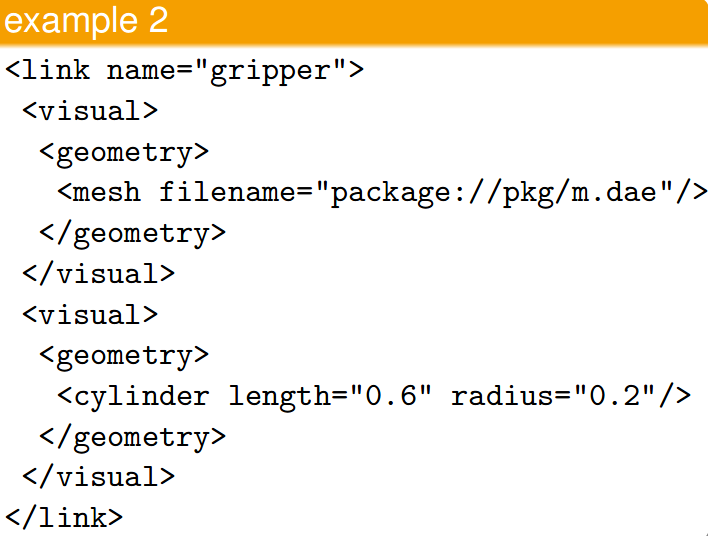 example 2
<link name="gripper">
<visual>
<geometry>
<mesh filename="package://pkg/m.dae"/>
</geometry>
</visual>
<visual>
<geometry>
<cylinder length="0.6" radius="0.2"/>
</geometry>
</visual>
</link>